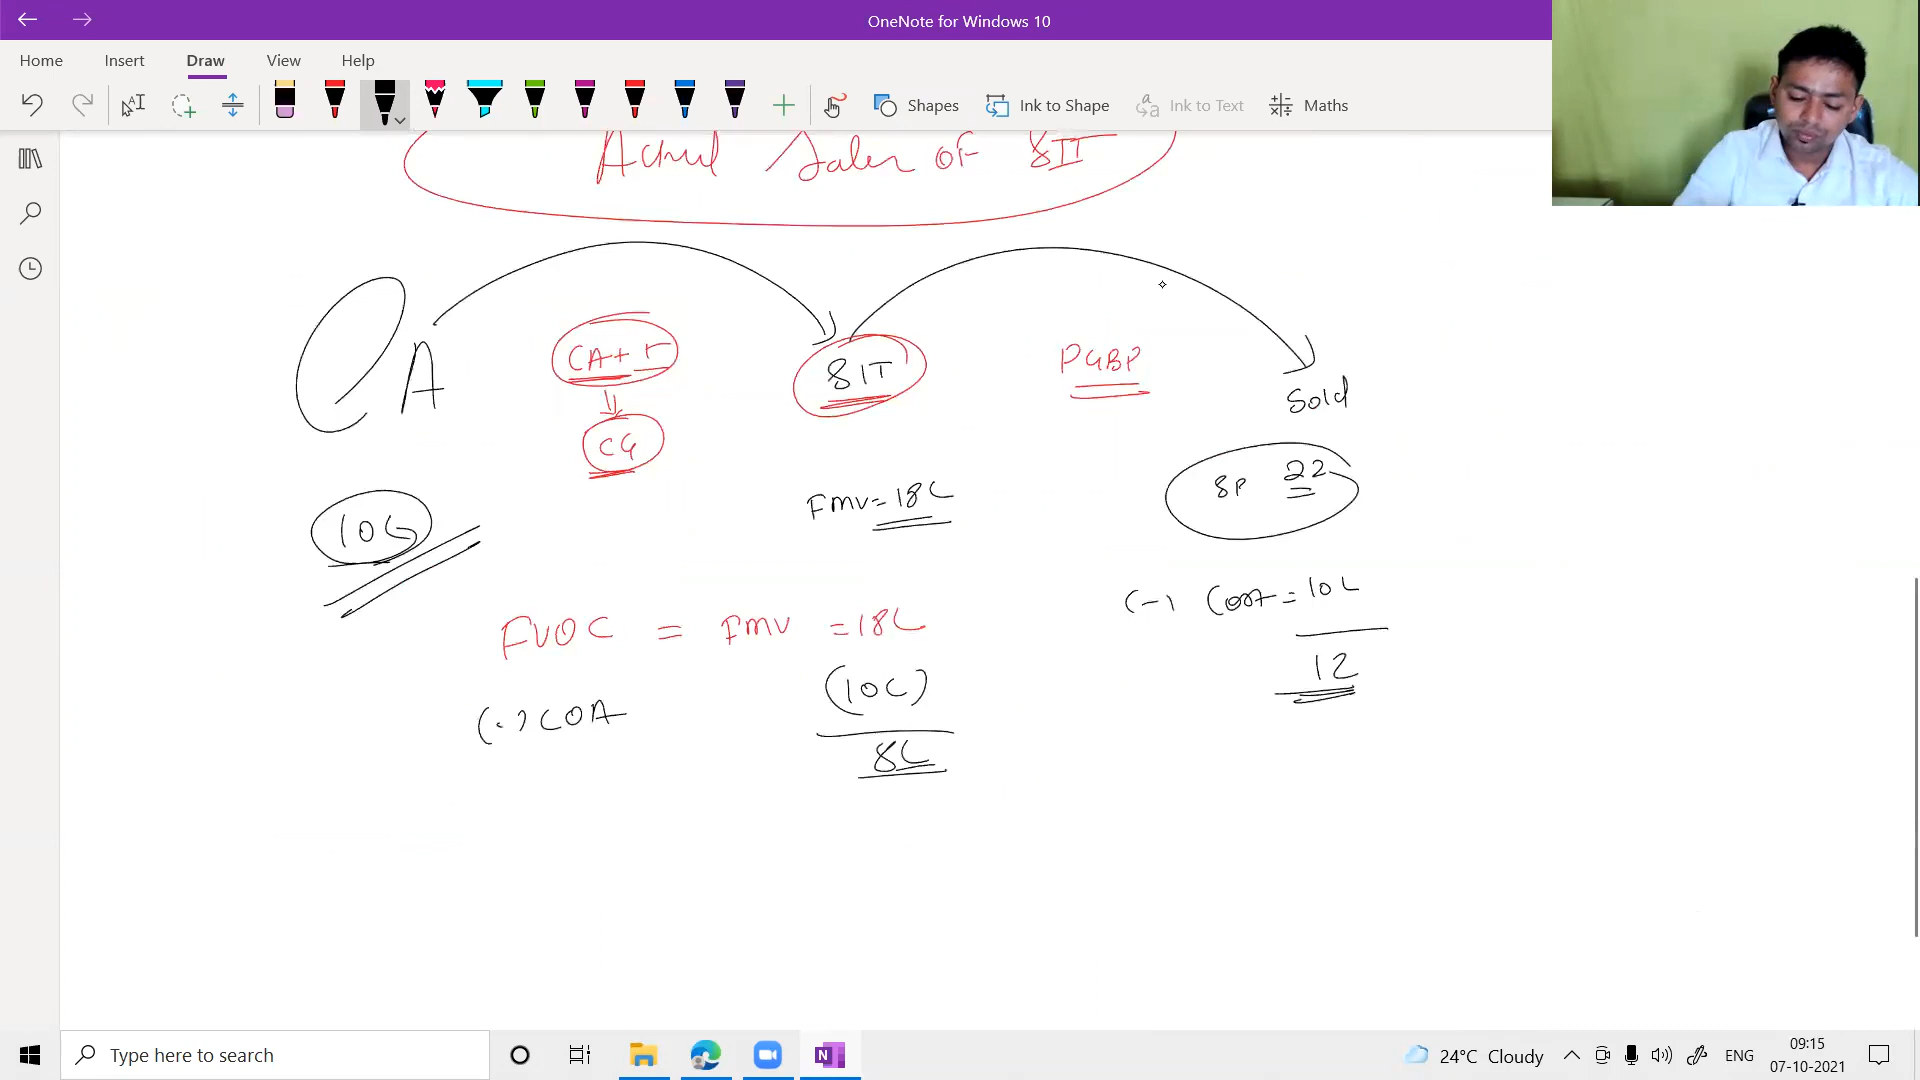 OneNote for Windows 10
Home Insert Draw View Help
Shapes Ink to Shape Ink to Text Maths
Sales OF SIT
A CA+T SIT PGBP Sold
CG
10L FMV=18L SP 22
FVOC = FMV =18L (-) Cost=10L
(-) COA (10L) 12
8L
Type here to search
24°C Cloudy ENG 09:15
07-10-2021